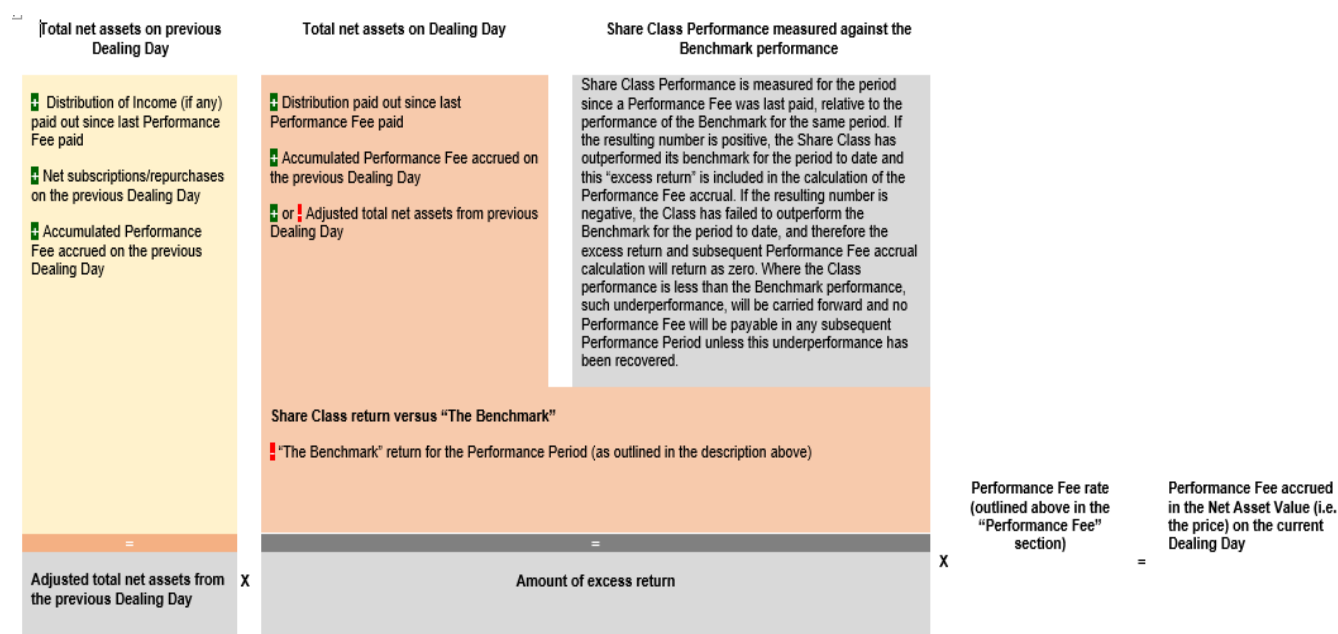 Total net assets on previous
Dealing Day
Total net assets on Dealing Day
Share Class Performance measured against the
Benchmark performance
+ Distribution of Income (if any)
paid out since last Performance
Fee paid
+ Net subscriptions/repurchases
on the previous Dealing Day
+ Accumulated Performance
Fee accrued on the previous
Dealing Day
+ Distribution paid out since last
Performance Fee paid
+ Accumulated Performance Fee accrued on
the previous Dealing Day
+ or ! Adjusted total net assets from previous
Dealing Day
Share Class Performance is measured for the period
since a Performance Fee was last paid, relative to the
performance of the Benchmark for the same period. If
the resulting number is positive, the Share Class has
outperformed its benchmark for the period to date and
this “excess return” is included in the calculation of the
Performance Fee accrual. If the resulting number is
negative, the Class has failed to outperform the
Benchmark for the period to date, and therefore the
excess return and subsequent Performance Fee accrual
calculation will return as zero. Where the Class
performance is less than the Benchmark performance,
such underperformance, will be carried forward and no
Performance Fee will be payable in any subsequent
Performance Period unless this underperformance has
been recovered.
Share Class return versus “The Benchmark”
! “The Benchmark” return for the Performance Period (as outlined in the description above)
=
=
Adjusted total net assets from
the previous Dealing Day
X
Amount of excess return
X
Performance Fee rate
(outlined above in the
“Performance Fee”
section)
=
Performance Fee accrued
in the Net Asset Value (i.e.
the price) on the current
Dealing Day